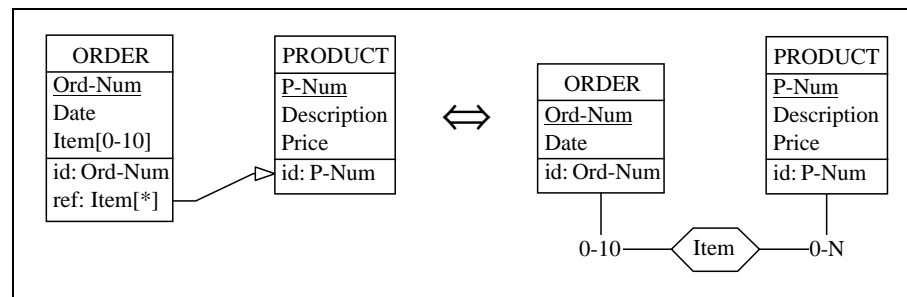 ORDER
Ord-Num
Date
Item[0-10]
id: Ord-Num
ref: Item[*]
PRODUCT
P-Num
Description
Price
id: P-Num
⇔
ORDER
Ord-Num
Date
id: Ord-Num
PRODUCT
P-Num
Description
Price
id: P-Num
0-10
Item
0-N